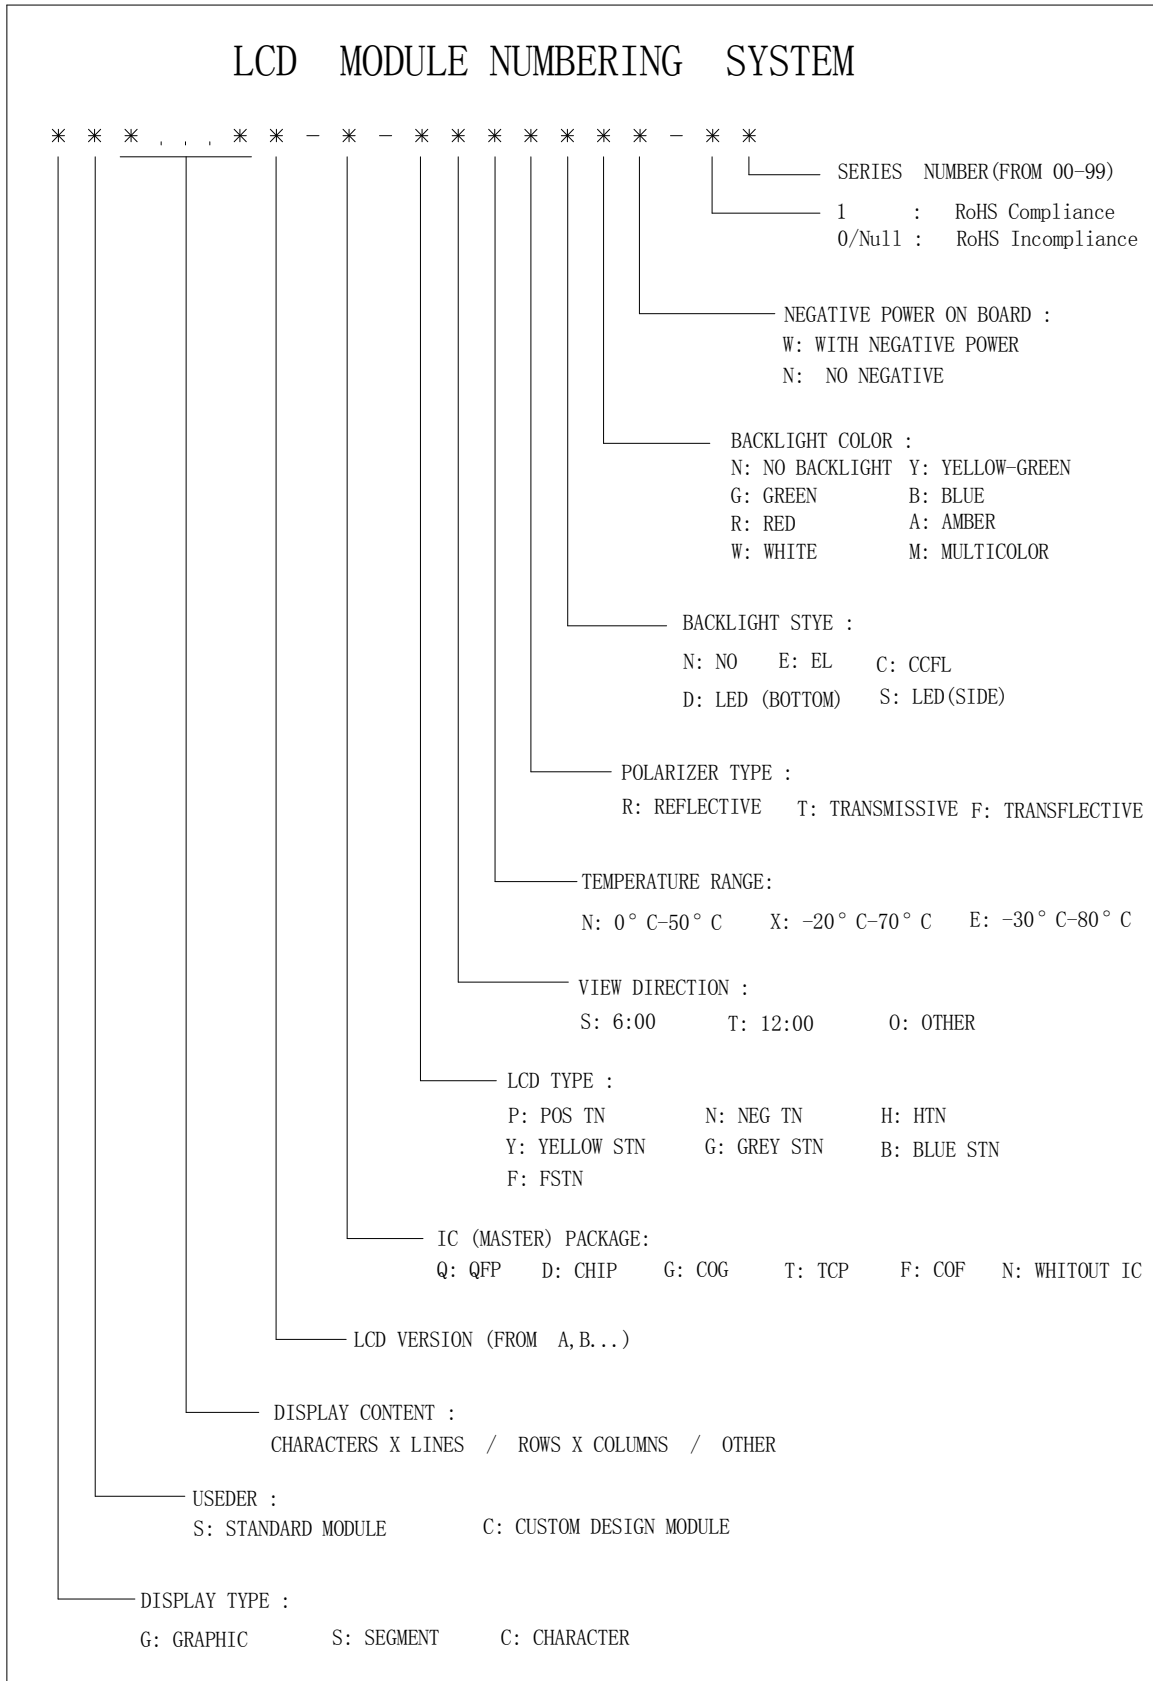 LCD MODULE NUMBERING SYSTEM
* * * . . . * * - * - * * * * * * * - * *
SERIES NUMBER(FROM 00-99)
1 : RoHS Compliance
0/Null : RoHS Incompliance
NEGATIVE POWER ON BOARD :
W: WITH NEGATIVE POWER
N: NO NEGATIVE
BACKLIGHT COLOR :
N: NO BACKLIGHT Y: YELLOW-GREEN
G: GREEN B: BLUE
R: RED A: AMBER
W: WHITE M: MULTICOLOR
BACKLIGHT STYE :
N: NO E: EL C: CCFL
D: LED (BOTTOM) S: LED(SIDE)
POLARIZER TYPE :
R: REFLECTIVE T: TRANSMISSIVE F: TRANSFLECTIVE
TEMPERATURE RANGE:
N: 0° C-50° C X: -20° C-70° C E: -30° C-80° C
VIEW DIRECTION :
S: 6:00 T: 12:00 O: OTHER
LCD TYPE :
P: POS TN N: NEG TN H: HTN
Y: YELLOW STN G: GREY STN B: BLUE STN
F: FSTN
IC (MASTER) PACKAGE:
Q: QFP D: CHIP G: COG T: TCP F: COF N: WHITOUT IC
LCD VERSION (FROM A,B...)
DISPLAY CONTENT :
CHARACTERS X LINES / ROWS X COLUMNS / OTHER
USEDER :
S: STANDARD MODULE C: CUSTOM DESIGN MODULE
DISPLAY TYPE :
G: GRAPHIC S: SEGMENT C: CHARACTER